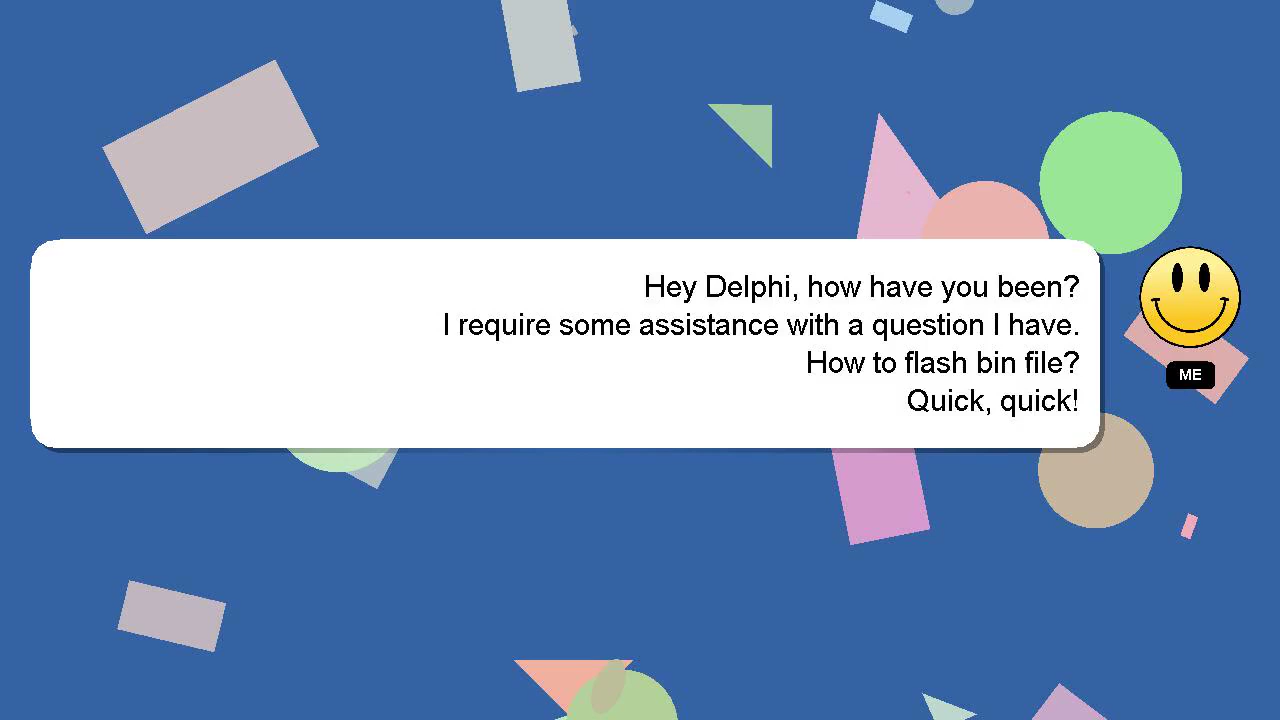 Hey Delphi, how have you been?
I require some assistance with a question I have.
How to flash bin file?
Quick, quick!
ME